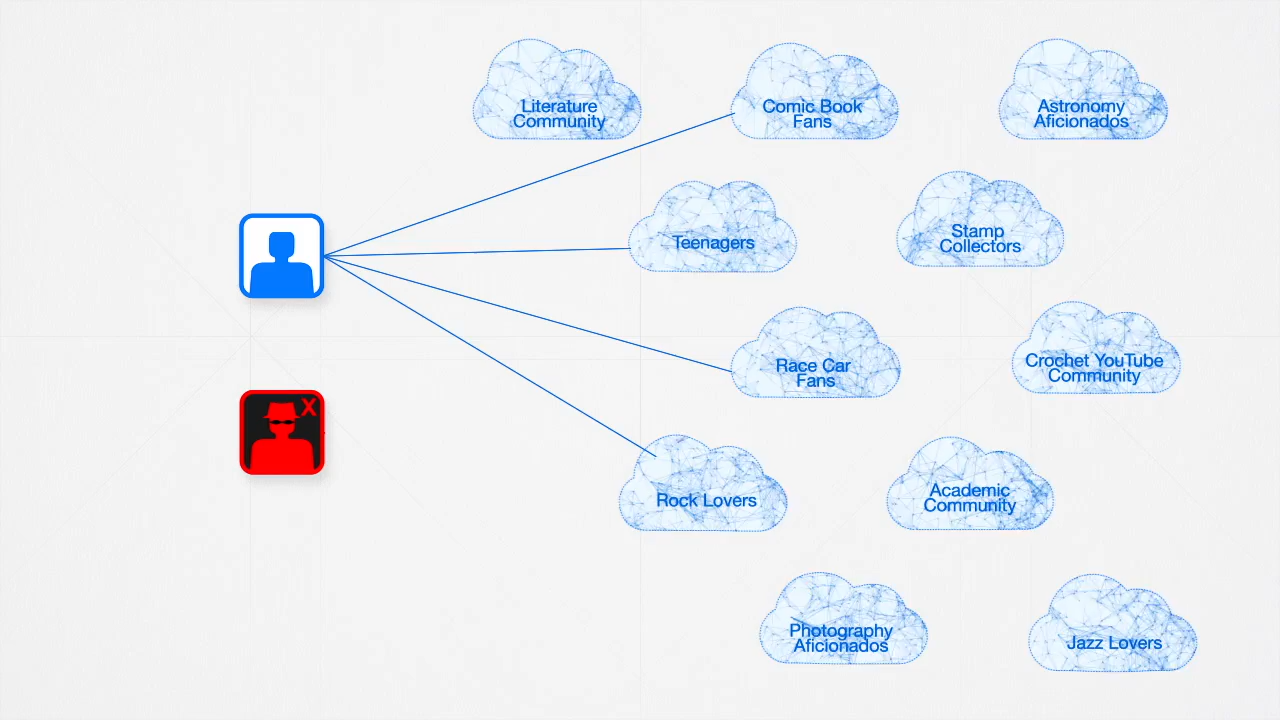 Literature
Community
Comic Book
Fans
Astronomy
Aficionados
Teenagers
Stamp
Collectors
Race Car
Fans
Crochet YouTube
Community
X
Rock Lovers
Academic
Community
Photography
Aficionados
Jazz Lovers